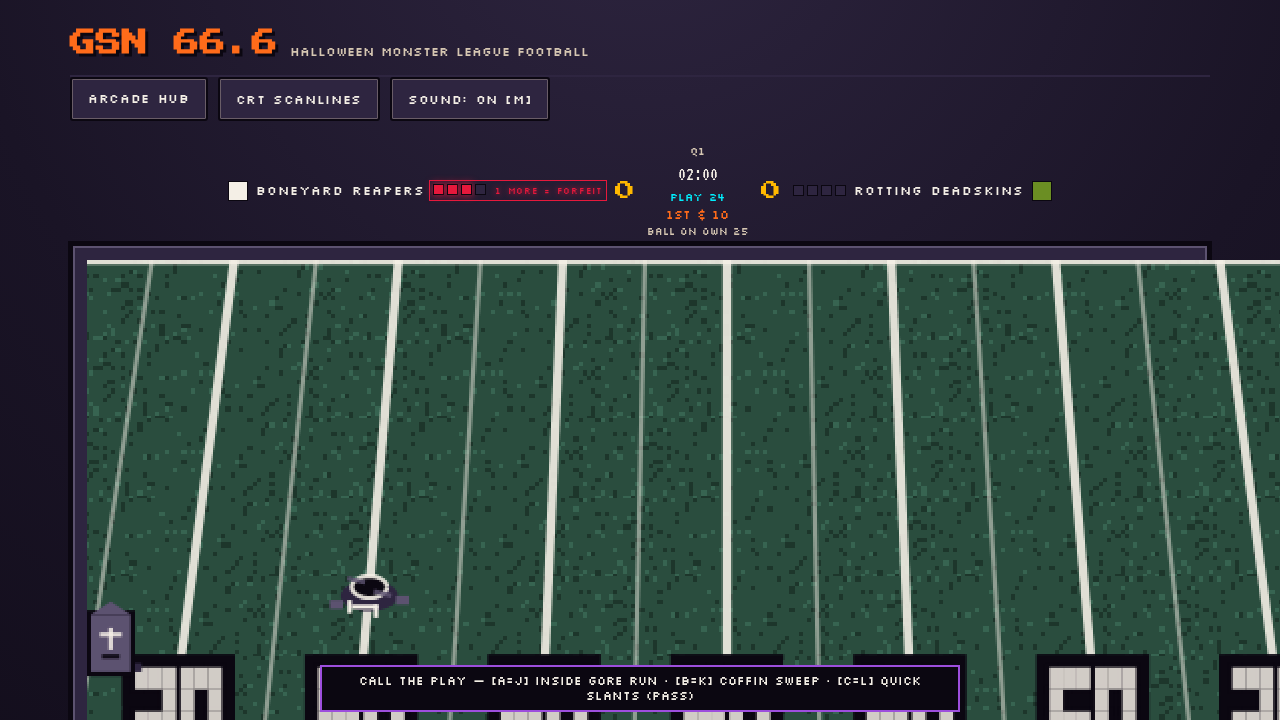 GSN 66.6
HALLOWEEN MONSTER LEAGUE FOOTBALL
ARCADE HUB
CRT SCANLINES
SOUND: ON [M]
Q1
BONEYARD REAPERS
1 MORE = FORFEIT
0
02:00
0
ROTTING DEADSKINS
PLAY 24
1ST & 10
BALL ON OWN 25
CALL THE PLAY — [A=J] INSIDE GORE RUN · [B=K] COFFIN SWEEP · [C=L] QUICK
SLANTS (PASS)